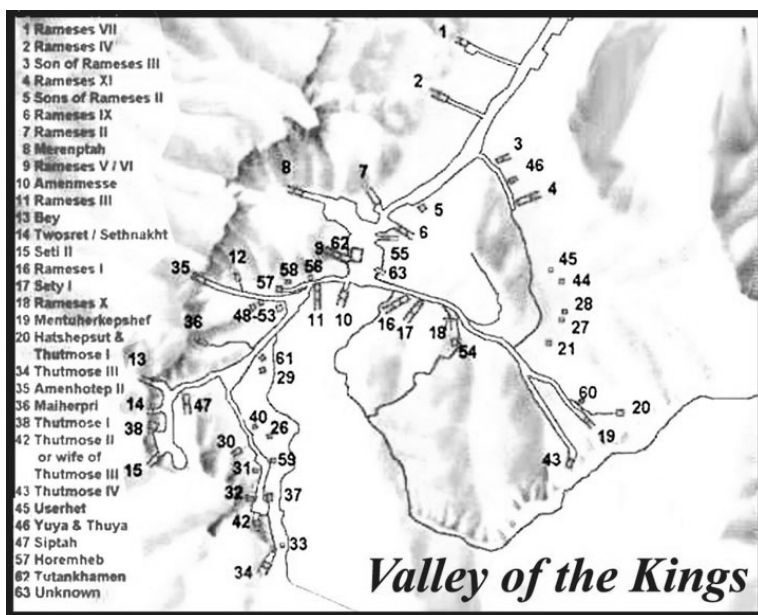 1 Rameses VII
2 Rameses IV
3 Son of Rameses III
4 Rameses XI
5 Sons of Rameses II
6 Rameses IX
7 Rameses II
8 Merenptah
9 Rameses V / VI
10 Amenmesse
11 Rameses III
13 Bey
14 Twosret / Sethnakht
15 Seti II
16 Rameses I
17 Sety I
18 Rameses X
19 Mentuherkepshef
20 Hatshepsut &
Thutmose I
34 Thutmose III
35 Amenhotep II
36 Maiherpri
38 Thutmose I
42 Thutmose II
or wife of
Thutmose III
43 Thutmose IV
45 Userhet
46 Yuya & Thuya
47 Siptah
57 Horemheb
62 Tutankhamen
63 Unknown
1
2
3
46
4
8
7
5
6
9
62
55
63
45
44
28
27
21
35
12
57
58
56
48-53
11
10
16
17
18
54
36
61
29
13
14
38
47
15
60
20
19
43
40
26
30
59
31
32
37
42
33
34
Valley of the Kings